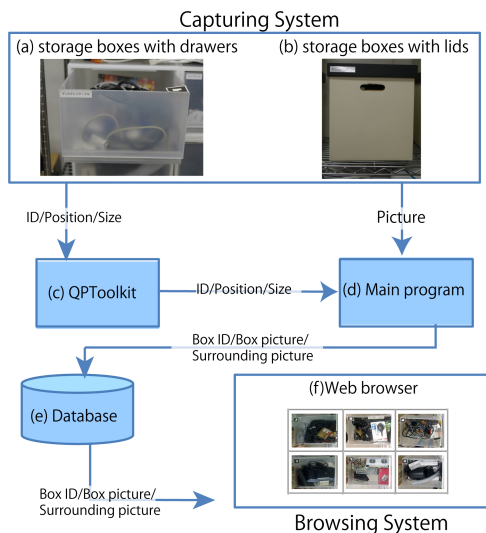 Capturing System
(a) storage boxes with drawers
(b) storage boxes with lids
ID/Position/Size
Picture
(c) QPToolkit
ID/Position/Size
(d) Main program
Box ID/Box picture/
Surrounding picture
(e) Database
(f)Web browser
Box ID/Box picture/
Surrounding picture
Browsing System